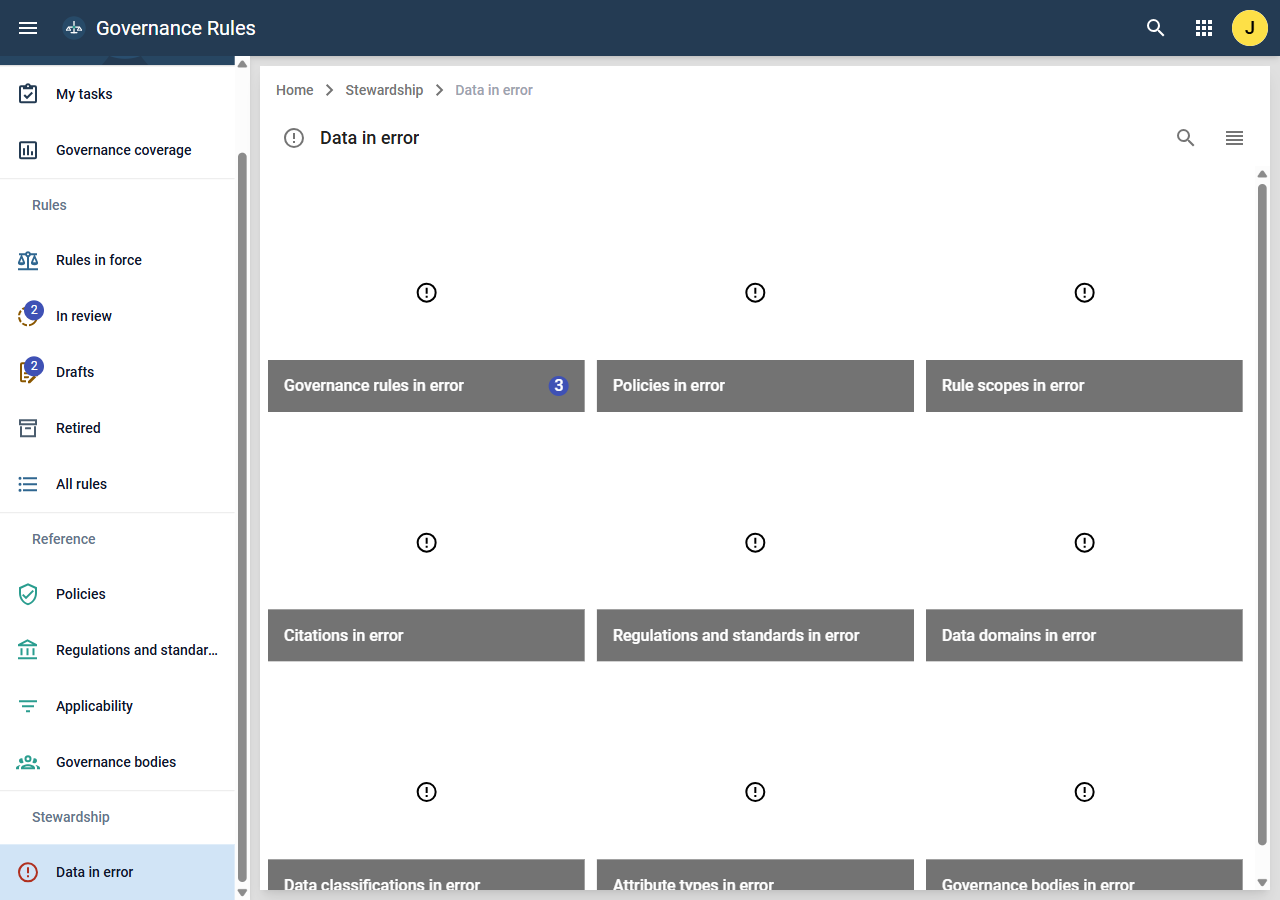 Governance Rules
J
My tasks
Governance coverage
Rules
Rules in force
2
In review
2
Drafts
Retired
All rules
Reference
Policies
Regulations and standar...
Applicability
Governance bodies
Stewardship
Data in error
Home > Stewardship > Data in error
Data in error
Governance rules in error 3
Policies in error
Rule scopes in error
Citations in error
Regulations and standards in error
Data domains in error
Data classifications in error
Attribute types in error
Governance bodies in error